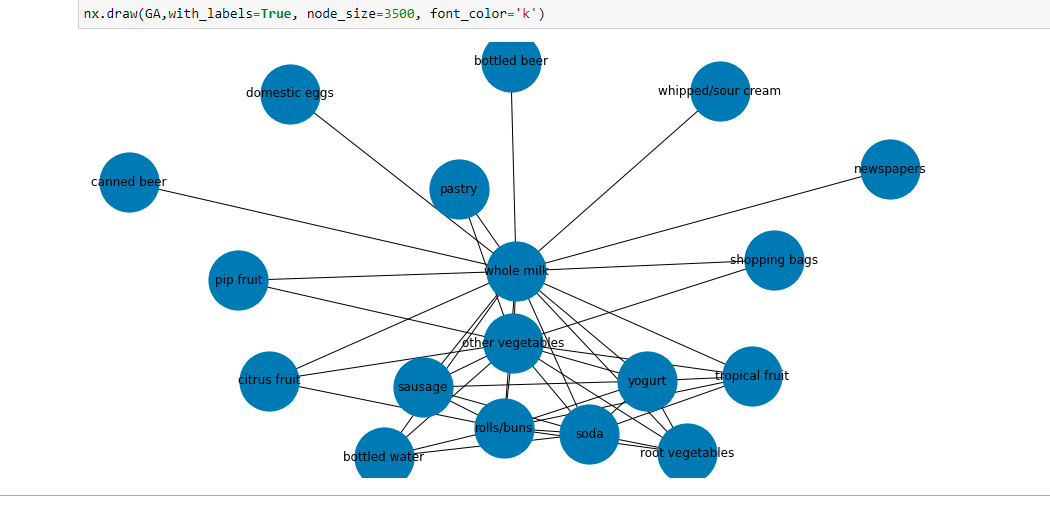 nx.draw(GA,with_labels=True, node_size=3500, font_color='k')
bottled beer
domestic eggs
whipped/sour cream
newspapers
canned beer
pastry
shopping bags
whole milk
pip fruit
other vegetables
tropical fruit
citrus fruit
yogurt
sausage
rolls/buns
soda
root vegetables
bottled water